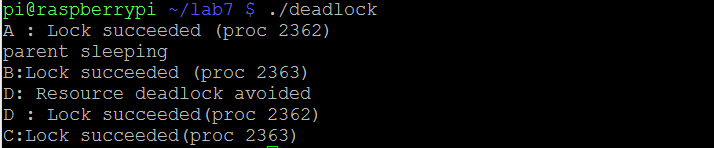 pi@raspberrypi ~/lab7 $ ./deadlock
A : Lock succeeded (proc 2362)
parent sleeping
B:Lock succeeded (proc 2363)
D: Resource deadlock avoided
D : Lock succeeded(proc 2362)
C:Lock succeeded(proc 2363)